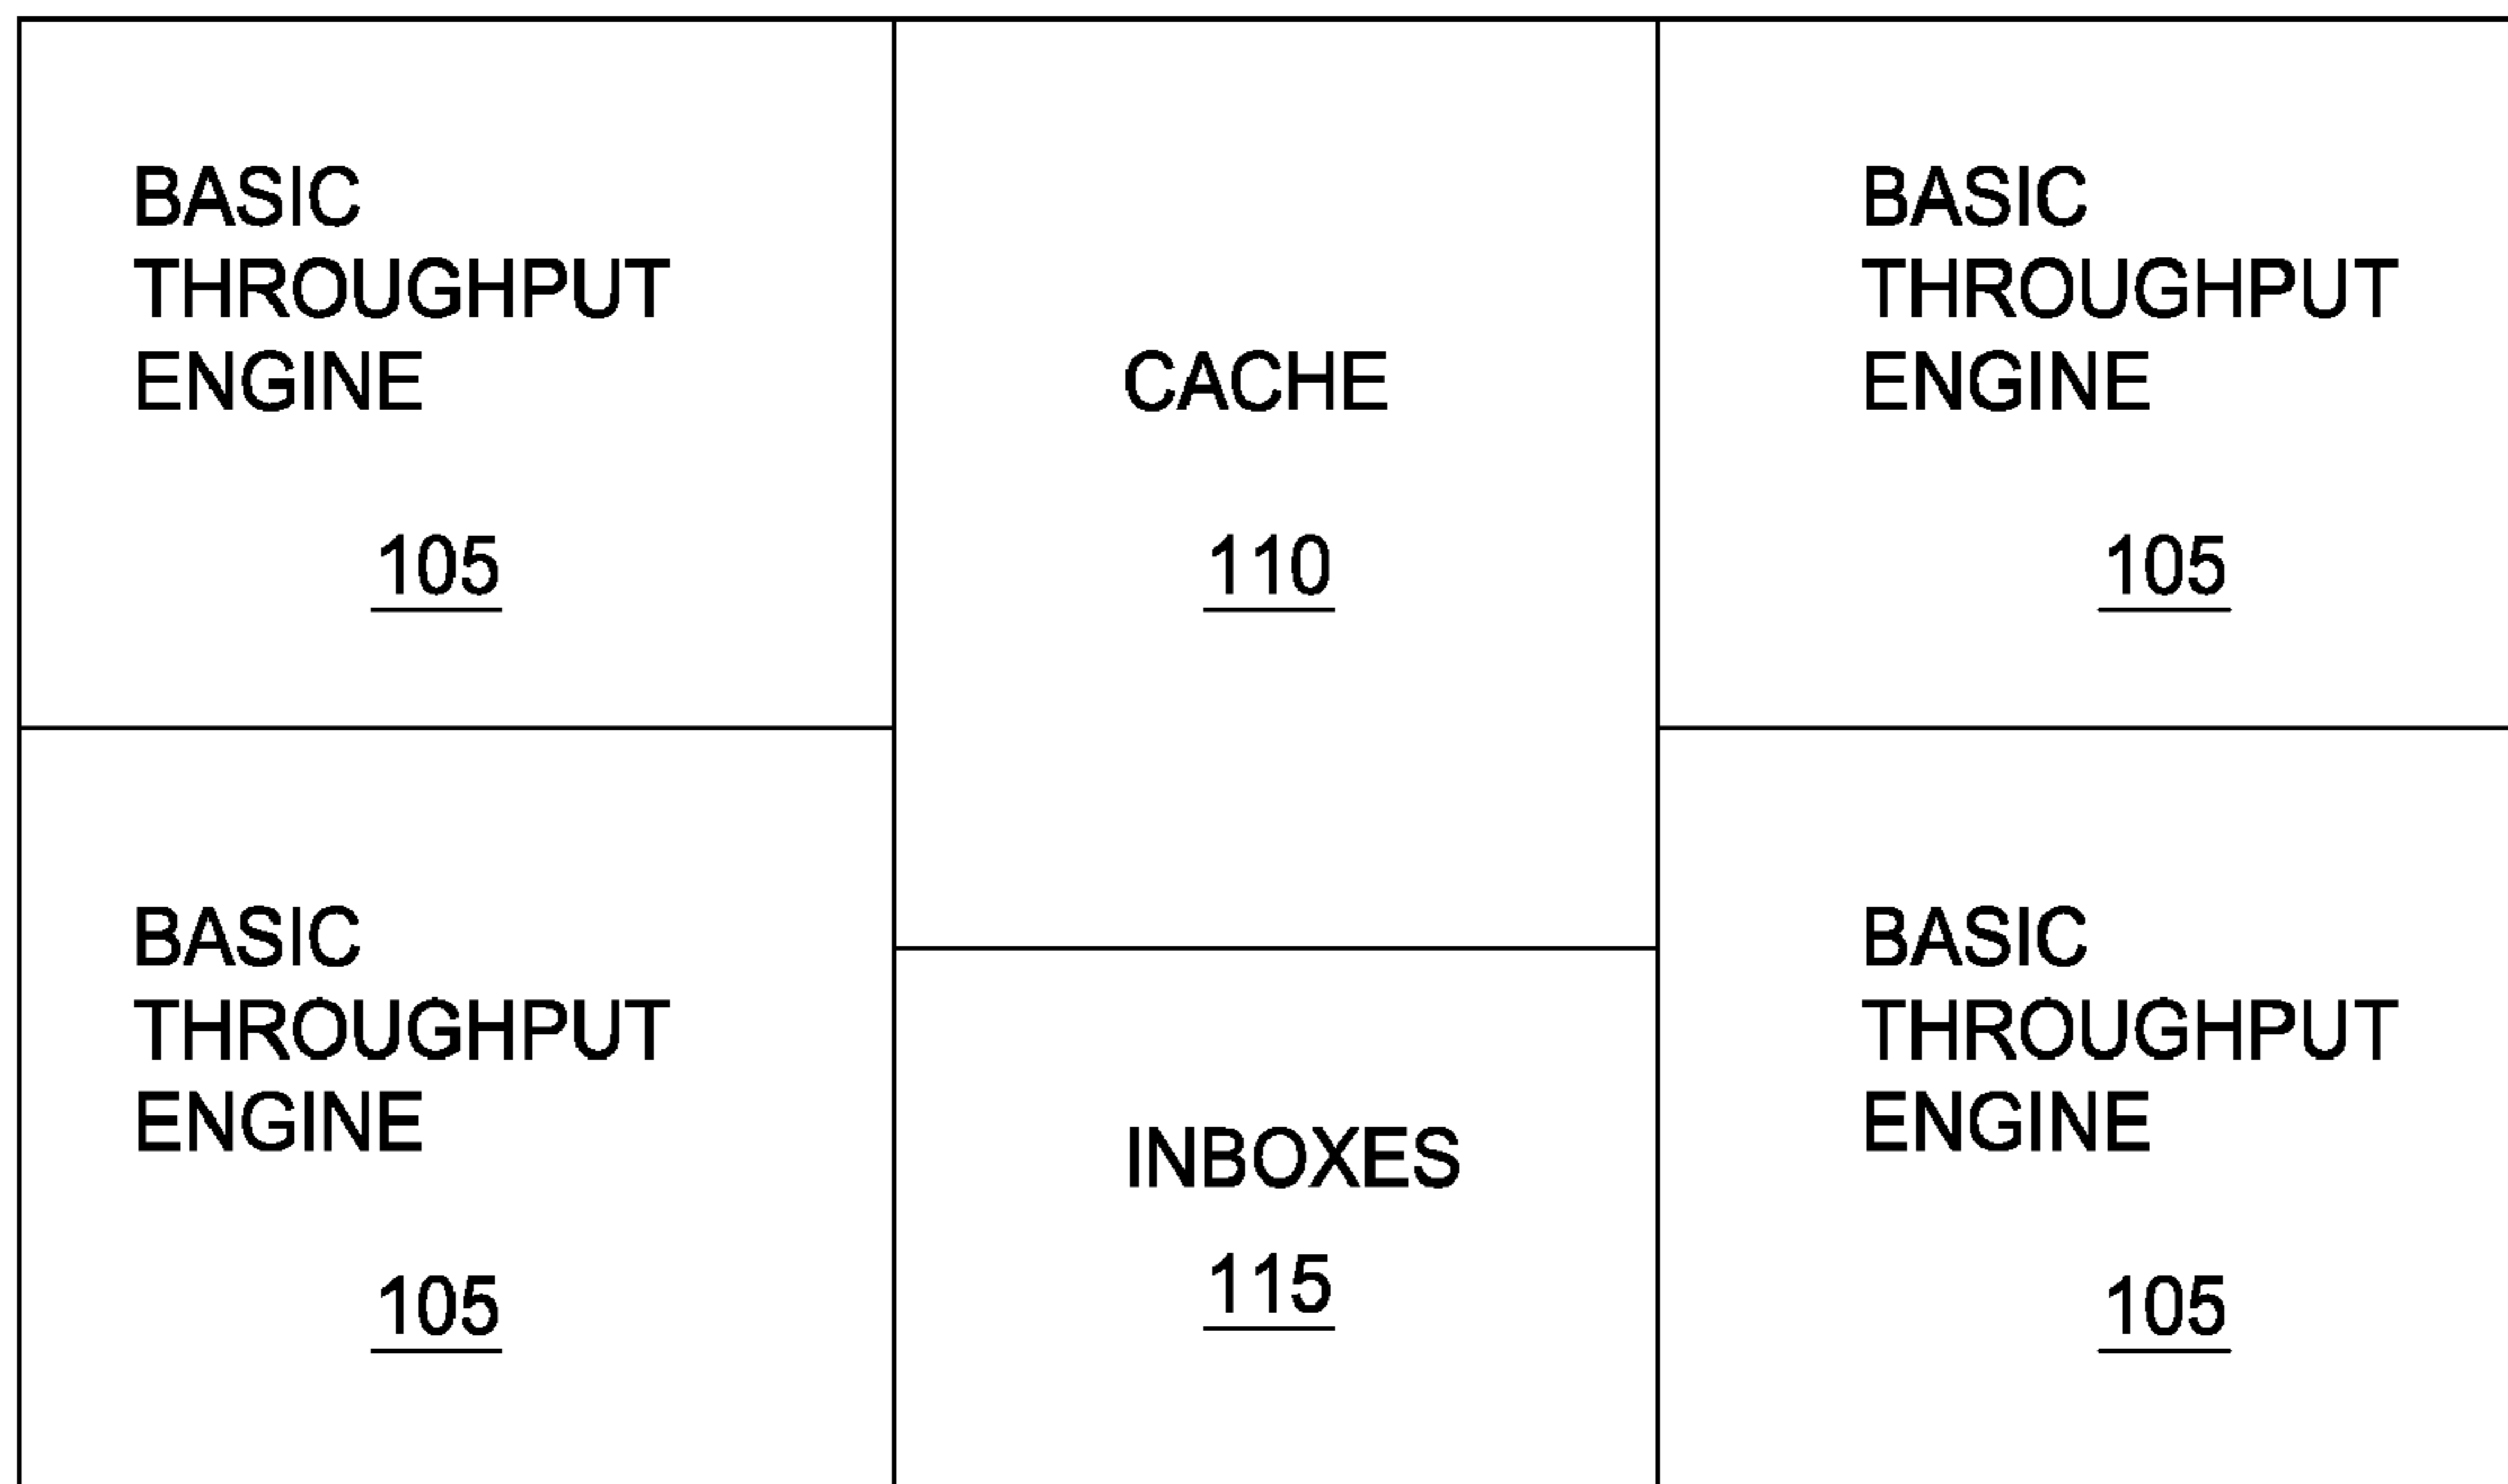 BASIC
THROUGHPUT
ENGINE
105
CACHE
110
BASIC
THROUGHPUT
ENGINE
105
BASIC
THROUGHPUT
ENGINE
105
INBOXES
115
BASIC
THROUGHPUT
ENGINE
105